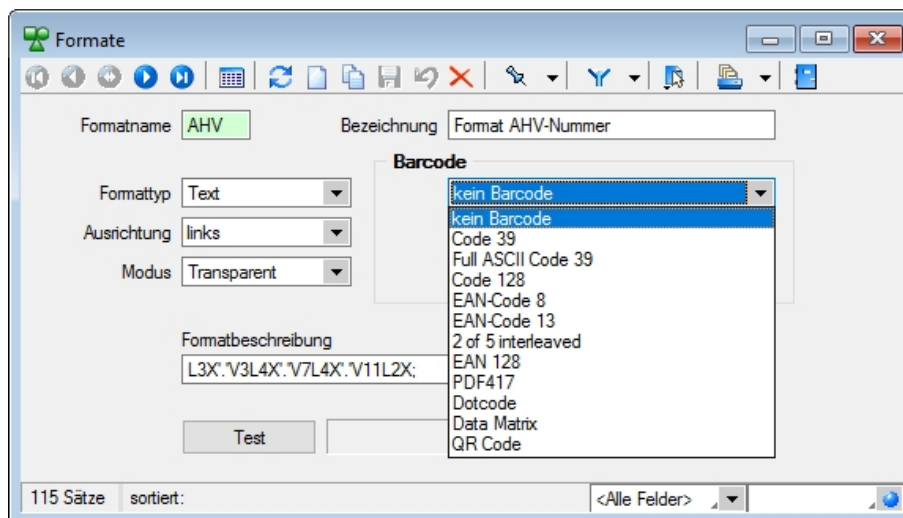 Formate
Formatname AHV Bezeichnung Format AHV-Nummer
Barcode
Formattyp Text kein Barcode
kein Barcode
Ausrichtung links Code 39
Full ASCII Code 39
Modus Transparent Code 128
EAN-Code 8
EAN-Code 13
Formatbeschreibung 2 of 5 interleaved
L3X'.'V3L4X'.'V7L4X'.'V11L2X; EAN 128
PDF417
Dotcode
Test Data Matrix
QR Code
115 Sätze sortiert: <Alle Felder>